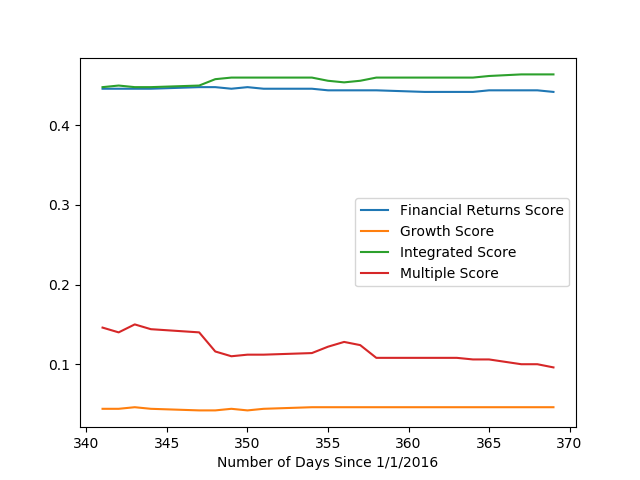 0.4
0.3
0.2
0.1
Financial Returns Score
Growth Score
Integrated Score
Multiple Score
340 345 350 355 360 365 370
Number of Days Since 1/1/2016